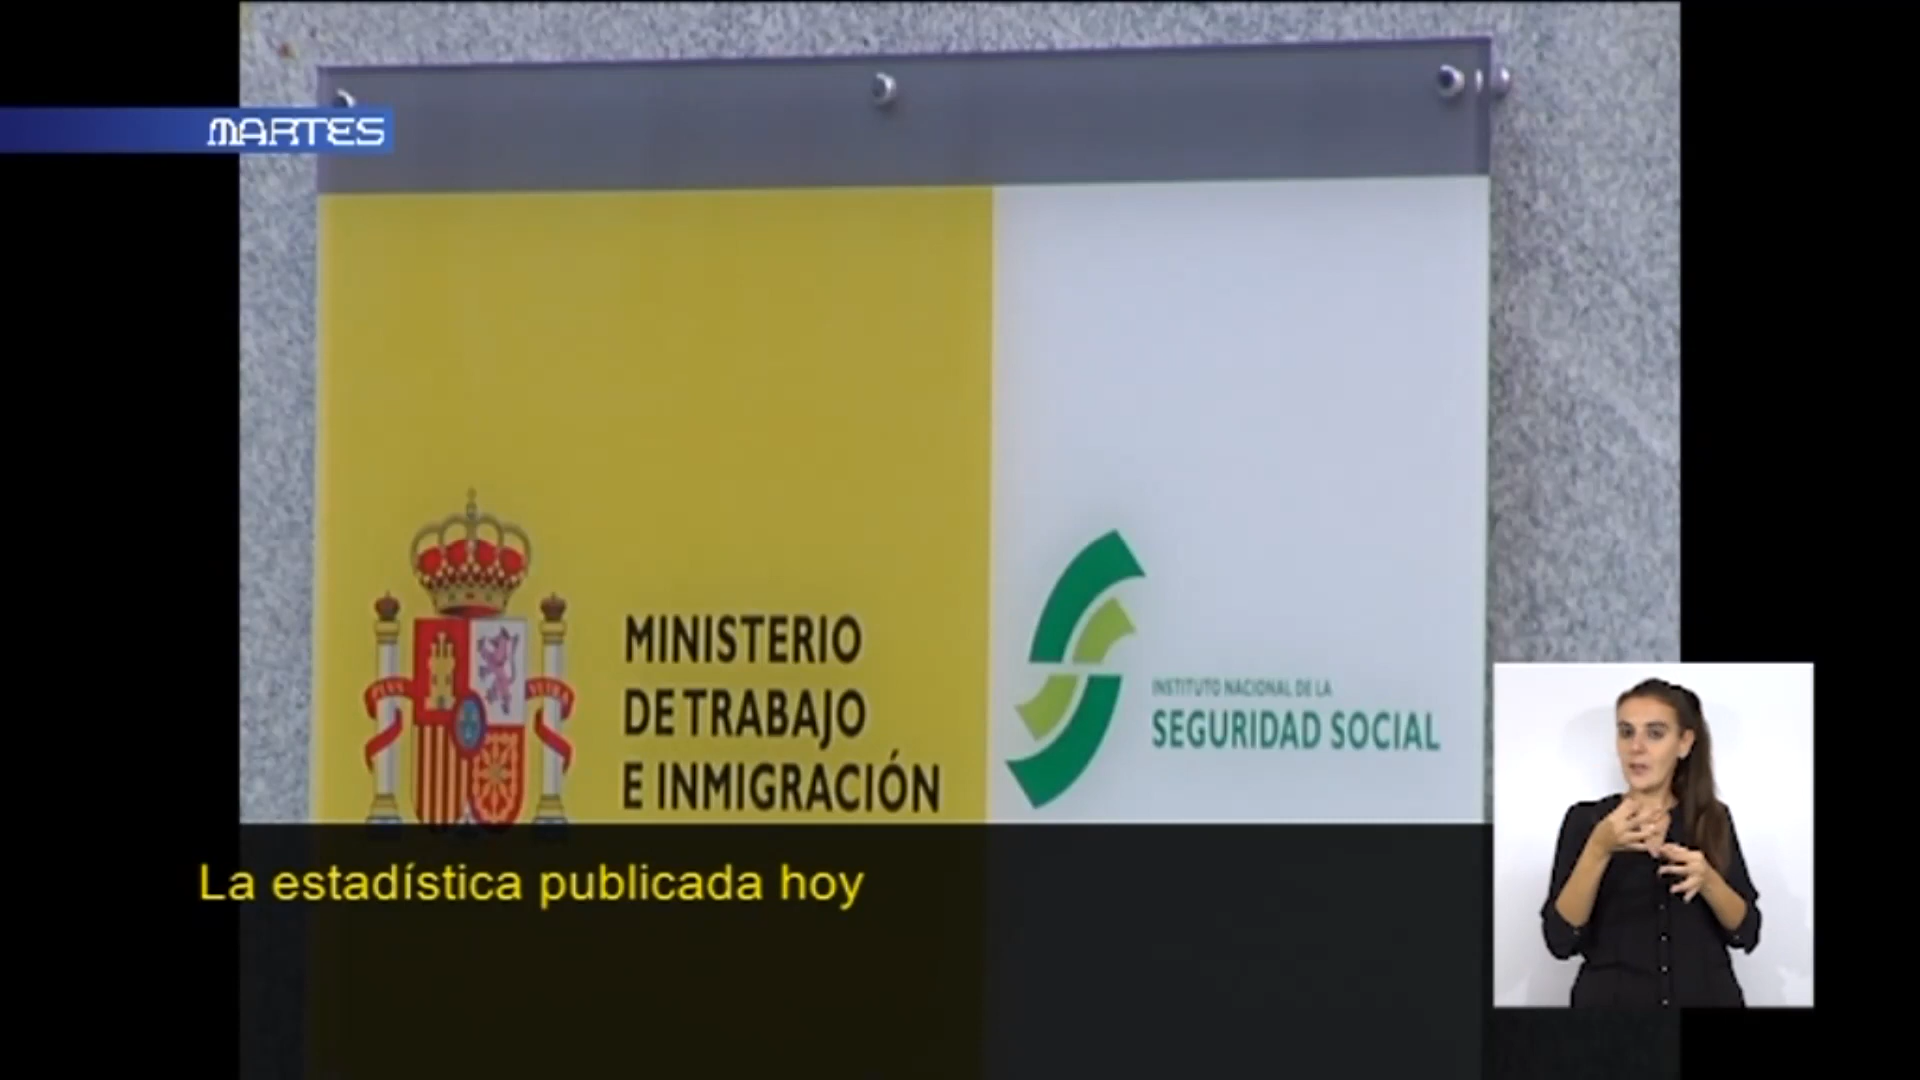 MARTES
MINISTERIO
DE TRABAJO
E INMIGRACIÓN
INSTITUTO NACIONAL DE LA
SEGURIDAD SOCIAL
La estadística publicada hoy